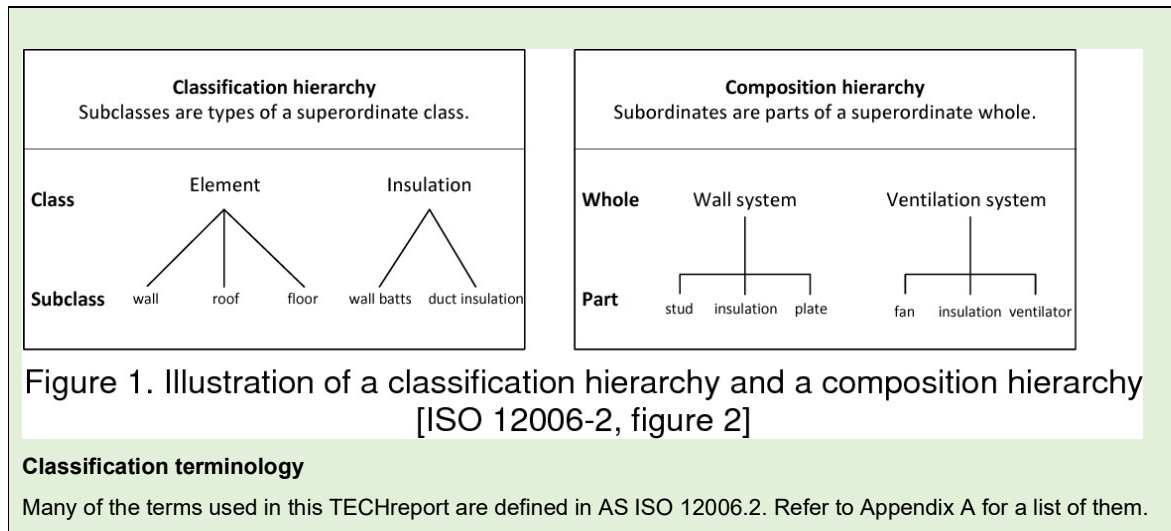 Classification hierarchy
Subclasses are types of a superordinate class.
Class
Element
Insulation
Subclass
wall
roof
floor
wall batts
duct insulation
Composition hierarchy
Subordinates are parts of a superordinate whole.
Whole
Wall system
Ventilation system
Part
stud
insulation
plate
fan
insulation
ventilator
Figure 1. Illustration of a classification hierarchy and a composition hierarchy
[ISO 12006-2, figure 2]
Classification terminology
Many of the terms used in this TECHreport are defined in AS ISO 12006.2. Refer to Appendix A for a list of them.